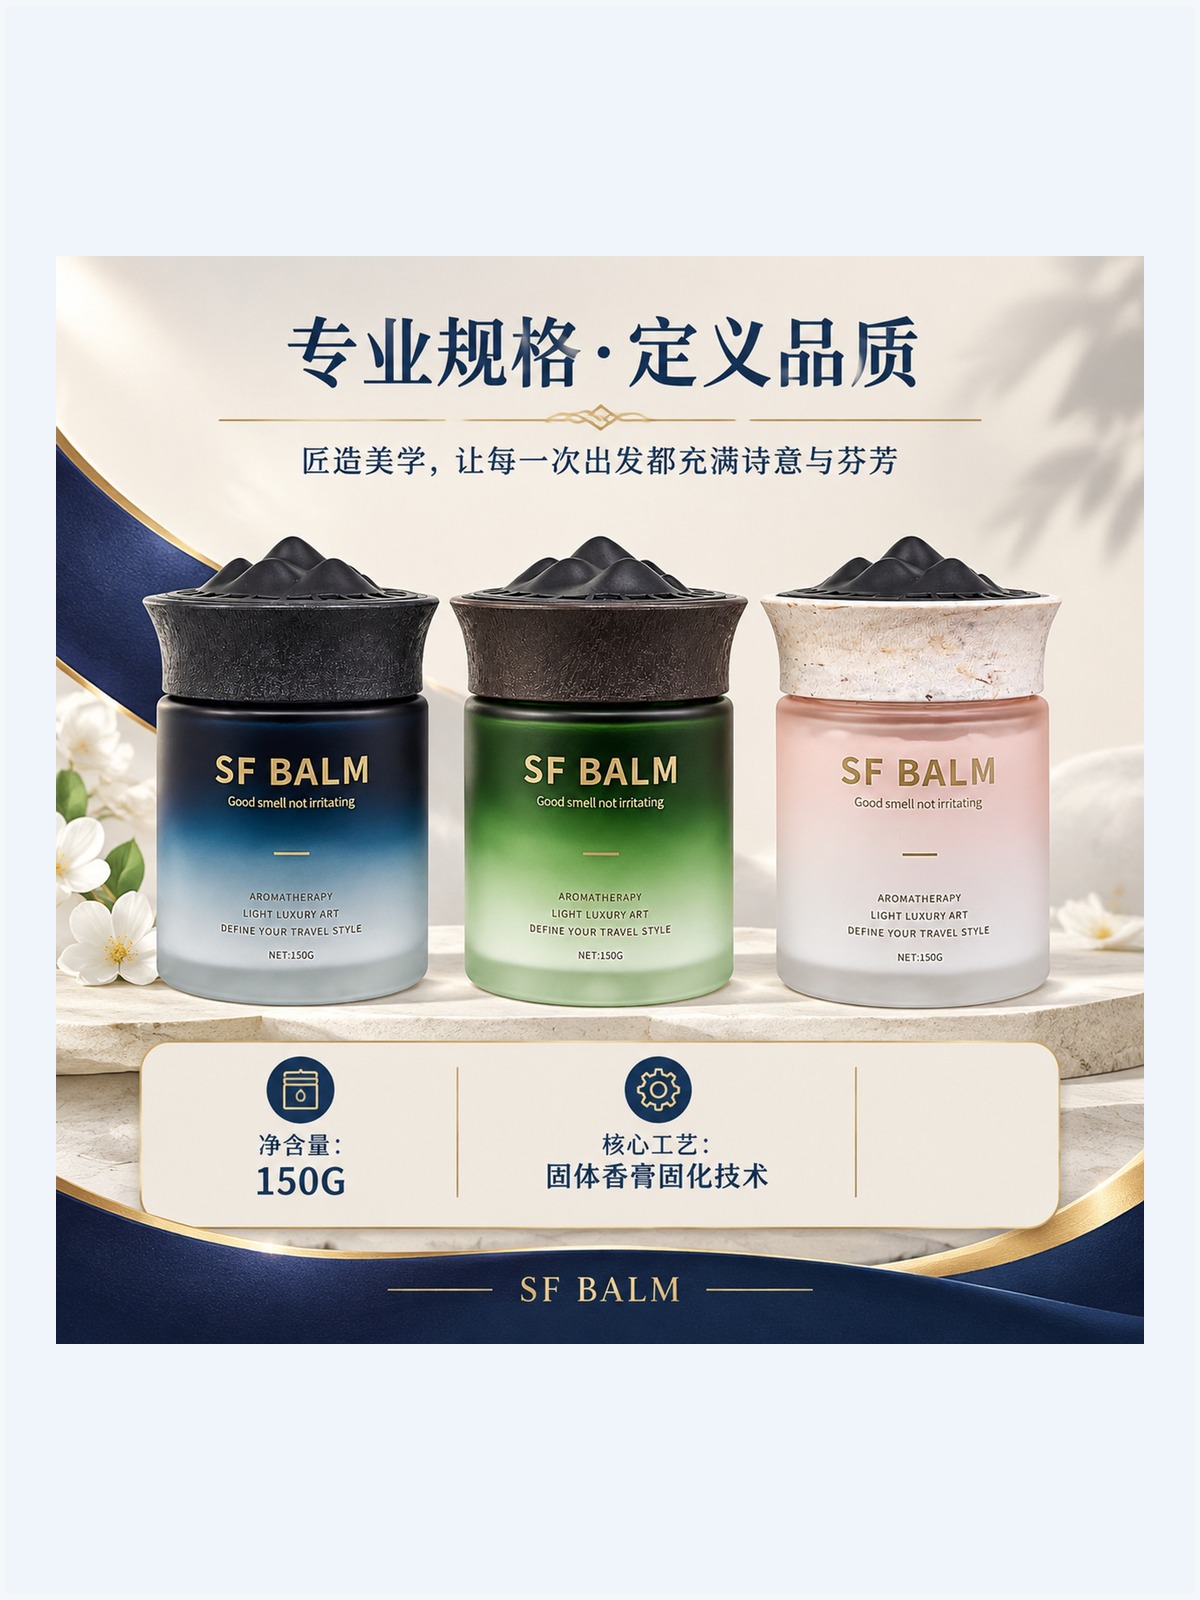 专业规格·定义品质
匠造美学，让每一次出发都充满诗意与芬芳
SF BALM
Good smell not irritating
AROMATHERAPY
LIGHT LUXURY ART
DEFINE YOUR TRAVEL STYLE
NET:150G
SF BALM
Good smell not irritating
AROMATHERAPY
LIGHT LUXURY ART
DEFINE YOUR TRAVEL STYLE
NET:150G
SF BALM
Good smell not irritating
AROMATHERAPY
LIGHT LUXURY ART
DEFINE YOUR TRAVEL STYLE
NET:150G
净含量：
150G
核心工艺：
固体香膏固化技术
SF BALM